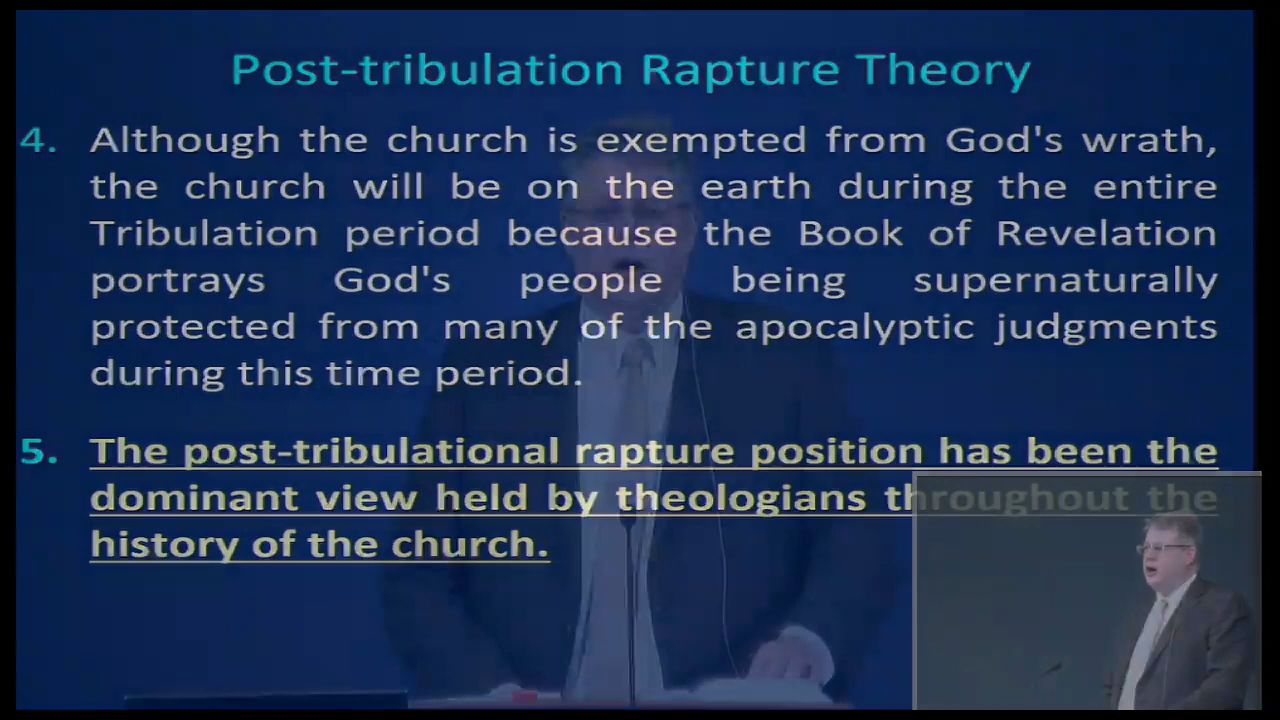 Post-tribulation Rapture Theory
4. Although the church is exempted from God's wrath,
the church will be on the earth during the entire
Tribulation period because the Book of Revelation
portrays God's people being supernaturally
protected from many of the apocalyptic judgments
during this time period.
5. The post-tribulational rapture position has been the
dominant view held by theologians throughout the
history of the church.